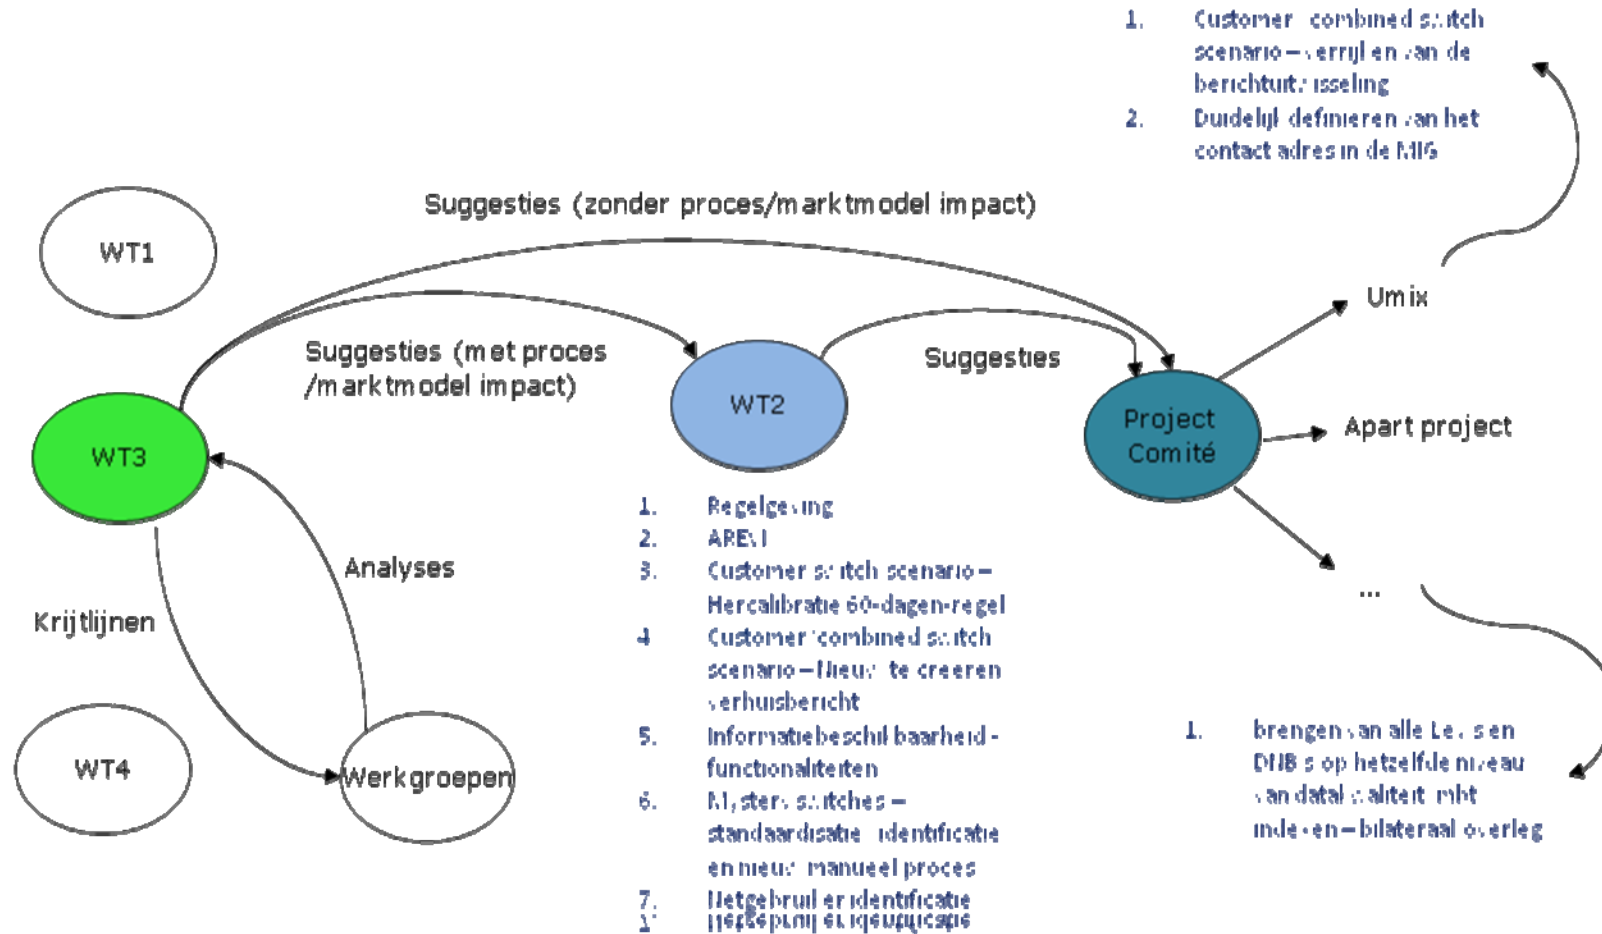 1. Customer combined switch
scenario – verrijken van de
berichtuitwisseling
2. Duidelijk definieren van het
contact adres in de MIG
Suggesties (zonder proces/marktmodel impact)
WT1
Umix
Suggesties (met proces
/marktmodel impact)
Suggesties
WT2
Project
Comité
Apart project
WT3
1. Regelgeving
2.
3. Customer switch scenario –
Hercalibratie 60-dagen-regel
4 Customer combined switch
scenario – Nieuw te creeren
verhuisbericht
5. Informatiebeschikbaarheid -
functionaliteiten
6. Mystery switches –
standaardisatie identificatie
en nieuw manueel proces
7. Netgebruiker identificatie
Analyses
Krijtlijnen
...
WT4
Werkgroepen
1. brengen van alle Lev's en
DNB's op hetzelfde niveau
van datakwaliteit mbt
indexen – bilateraal overleg